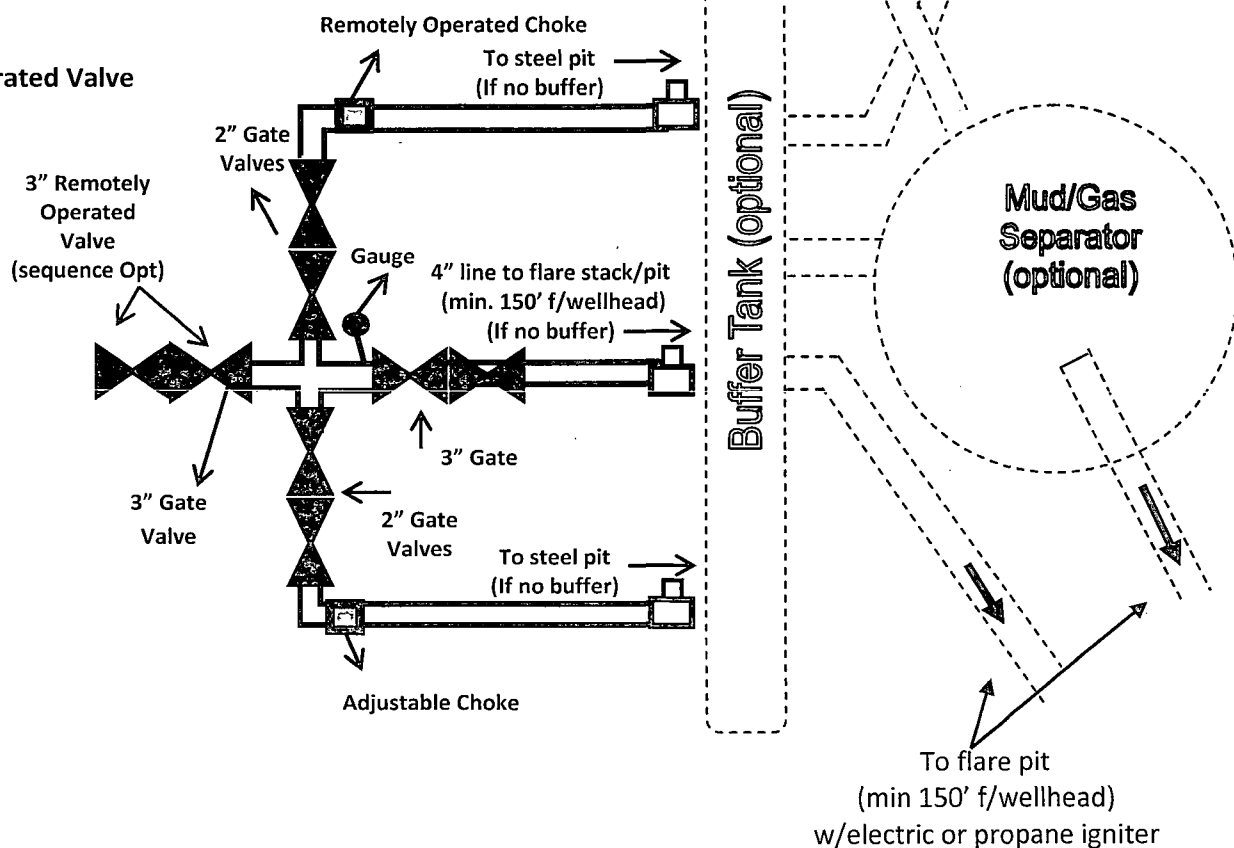 Remotely Operated Choke
To steel pit
(If no buffer)
rated Valve
2” Gate
Valves
3” Remotely
Operated
Valve
(sequence Opt)
Gauge
4” line to flare stack/pit
(min. 150’ f/wellhead)
(If no buffer)
Buffer Tank (optional)
Mud/Gas
Separator
(optional)
3” Gate
3” Gate
Valve
2” Gate
Valves
To steel pit
(If no buffer)
Adjustable Choke
To flare pit
(min 150’ f/wellhead)
w/electric or propane igniter